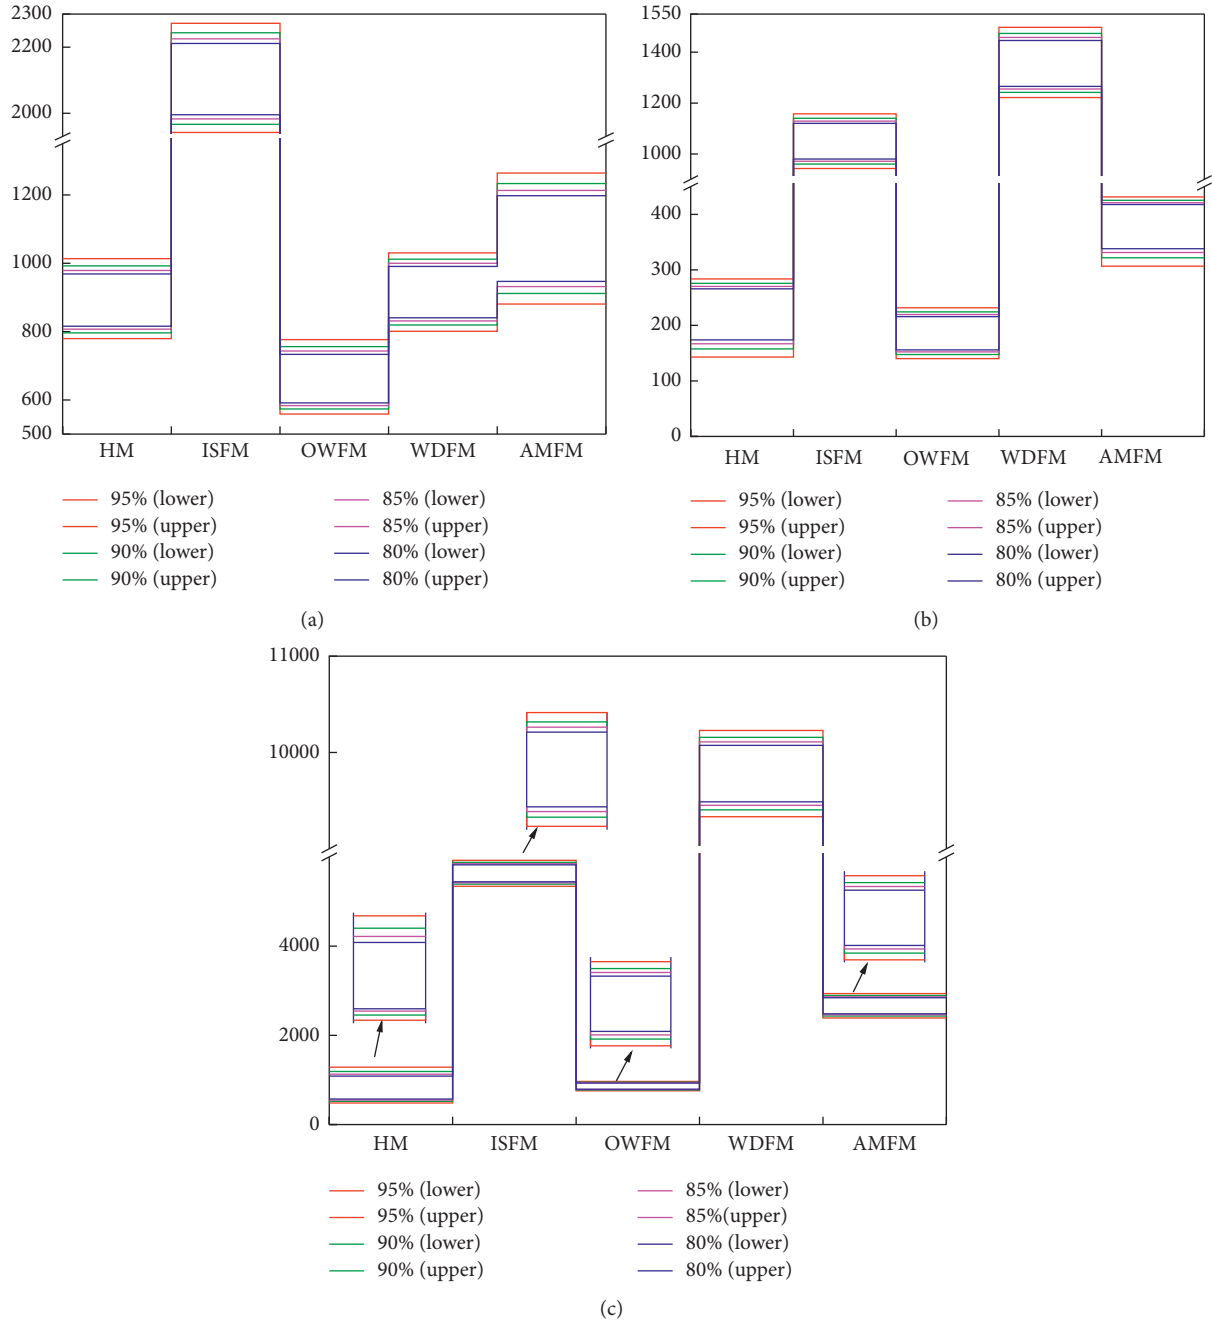 2300
2200
2000
1200
1000
800
600
500
HM ISFM OWFM WDFM AMFM
95% (lower) 85% (lower)
95% (upper) 85% (upper)
90% (lower) 80% (lower)
90% (upper) 80% (upper)
(a)
1550
1400
1200
1000
400
300
200
100
0
HM ISFM OWFM WDFM AMFM
95% (lower) 85% (lower)
95% (upper) 85% (upper)
90% (lower) 80% (lower)
90% (upper) 80% (upper)
(b)
11000
10000
4000
2000
0
HM ISFM OWFM WDFM AMFM
95% (lower) 85% (lower)
95% (upper) 85%(upper)
90% (lower) 80% (lower)
90% (upper) 80% (upper)
(c)